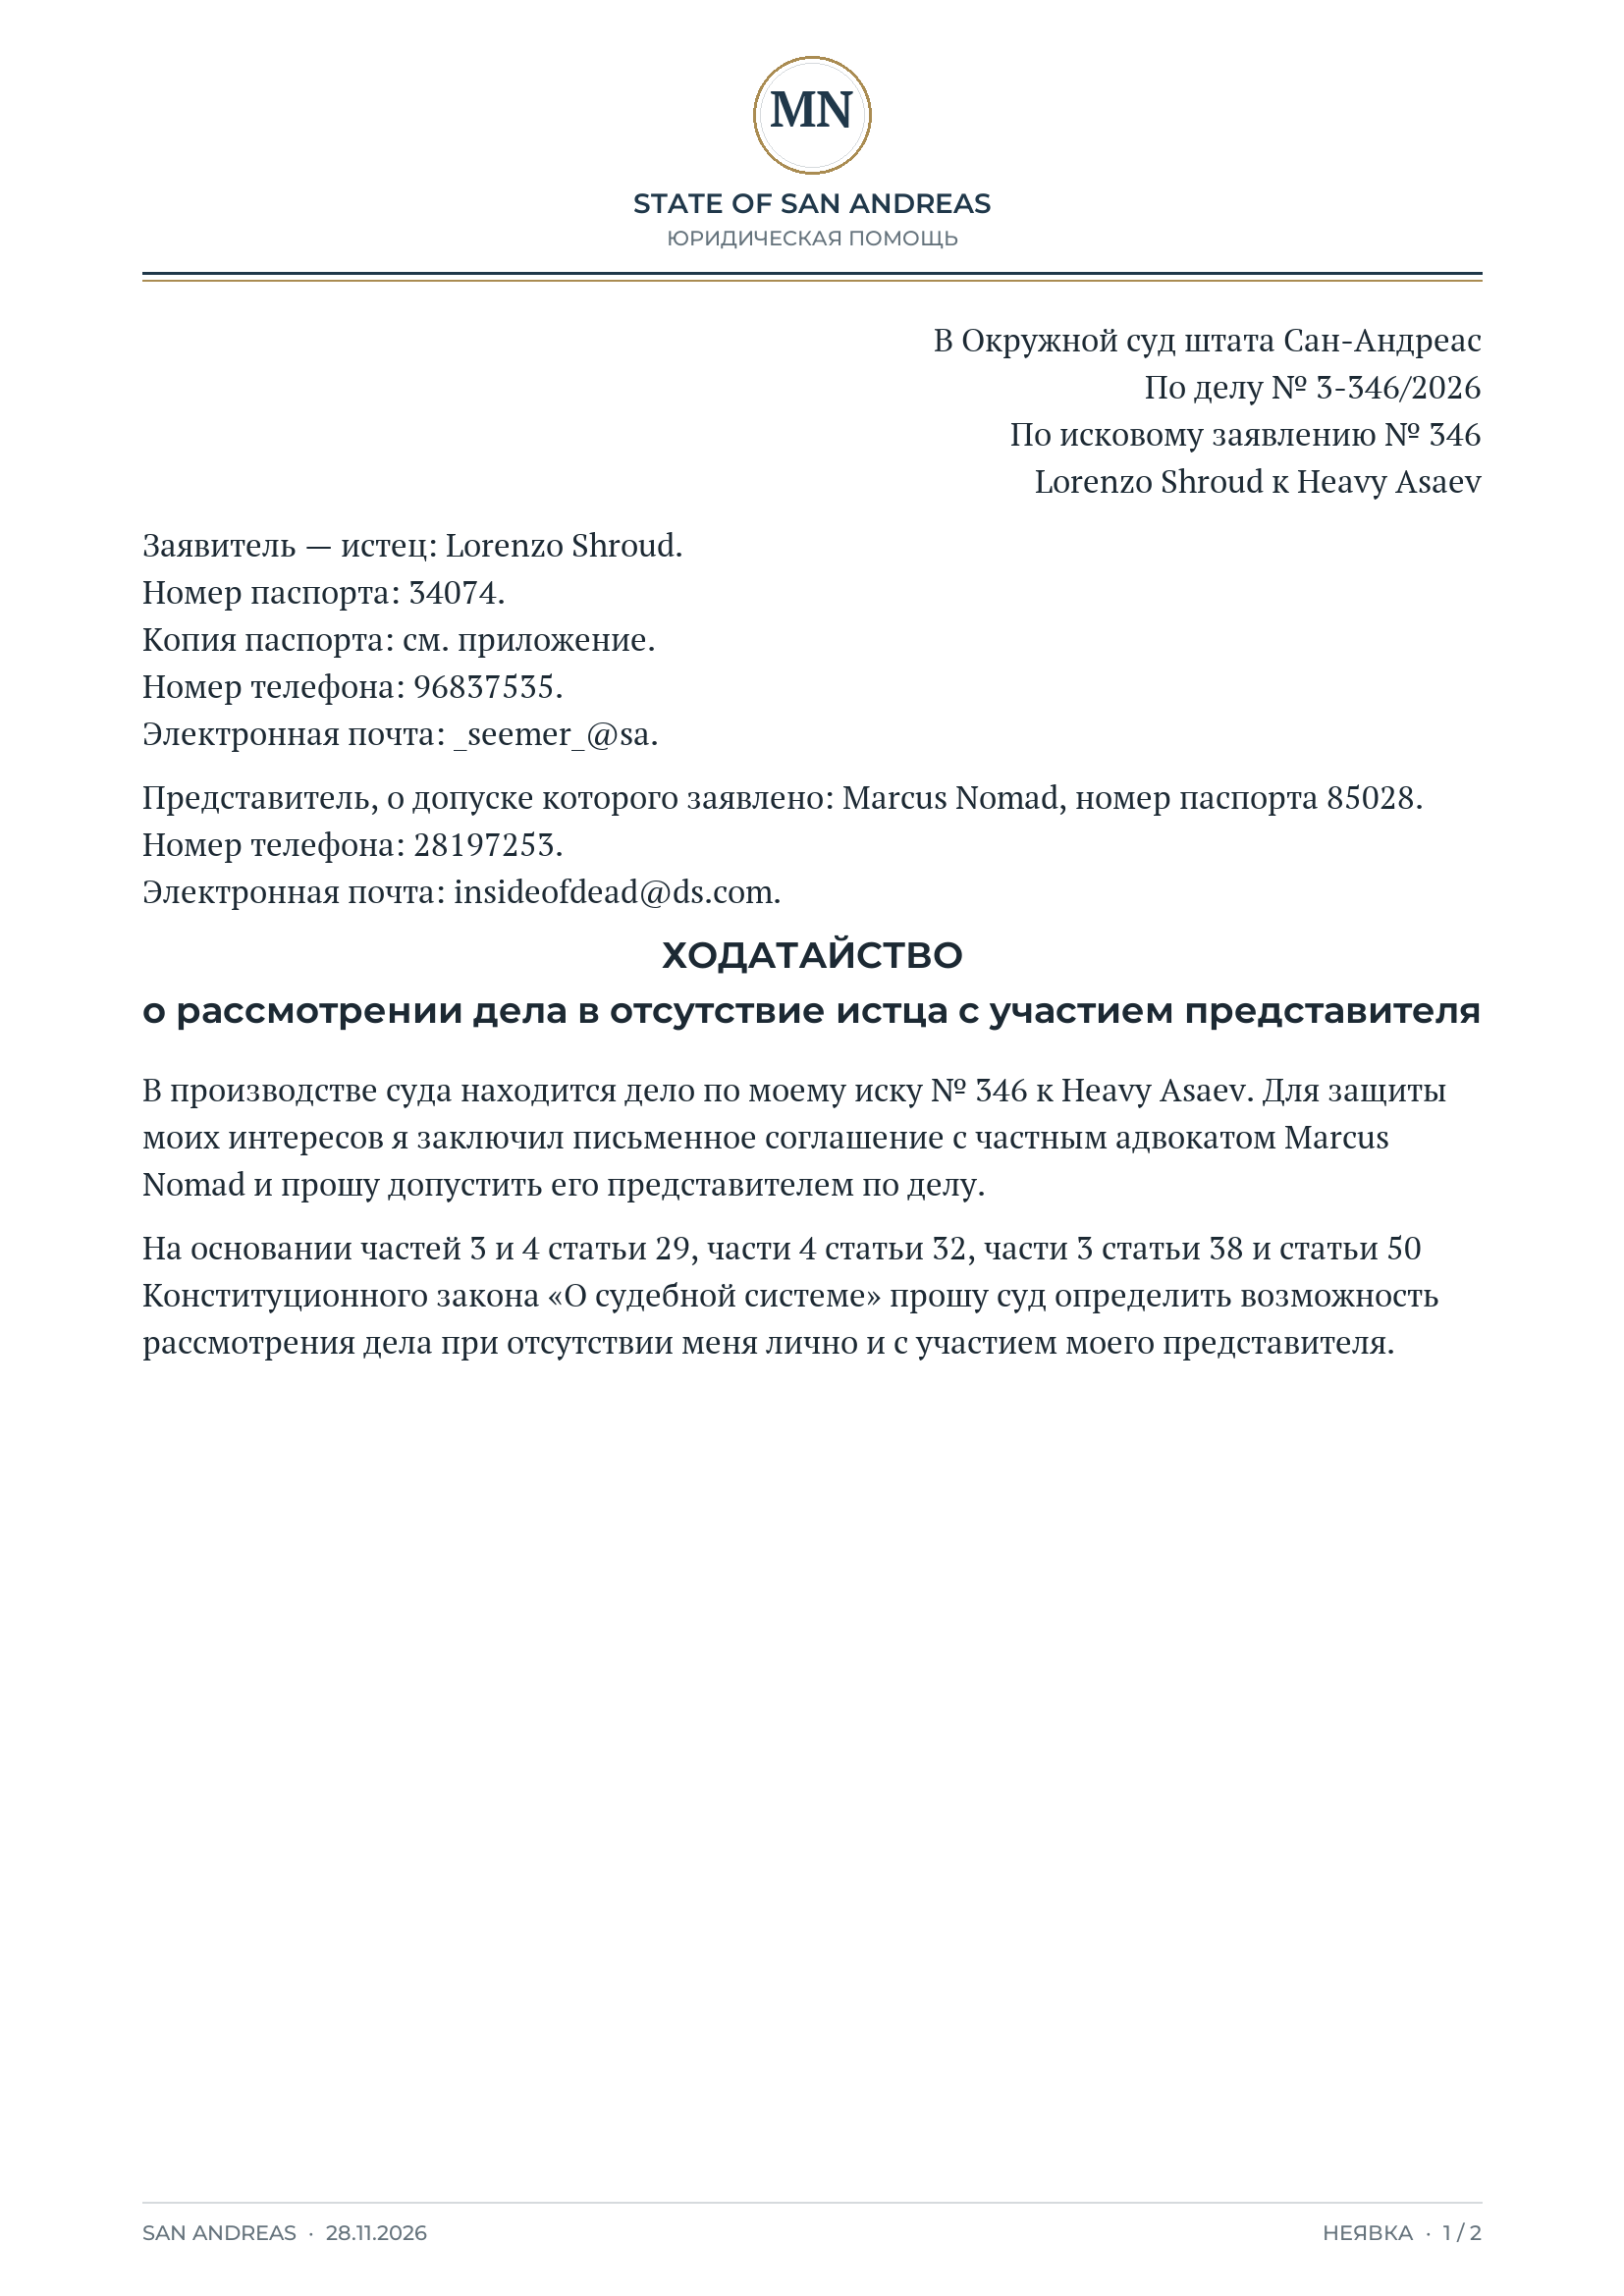 MN
STATE OF SAN ANDREAS
ЮРИДИЧЕСКАЯ ПОМОЩЬ
В Окружной суд штата Сан-Андреас
По делу № 3-346/2026
По исковому заявлению № 346
Lorenzo Shroud к Heavy Asaev
Заявитель — истец: Lorenzo Shroud.
Номер паспорта: 34074.
Копия паспорта: см. приложение.
Номер телефона: 96837535.
Электронная почта: _seemer_@sa.
Представитель, о допуске которого заявлено: Marcus Nomad, номер паспорта 85028.
Номер телефона: 28197253.
Электронная почта: insideofdead@ds.com.
ХОДАТАЙСТВО
о рассмотрении дела в отсутствие истца с участием представителя
В производстве суда находится дело по моему иску № 346 к Heavy Asaev. Для защиты
моих интересов я заключил письменное соглашение с частным адвокатом Marcus
Nomad и прошу допустить его представителем по делу.
На основании частей 3 и 4 статьи 29, части 4 статьи 32, части 3 статьи 38 и статьи 50
Конституционного закона «О судебной системе» прошу суд определить возможность
рассмотрения дела при отсутствии меня лично и с участием моего представителя.
SAN ANDREAS · 28.11.2026
НЕЯВКА · 1 / 2